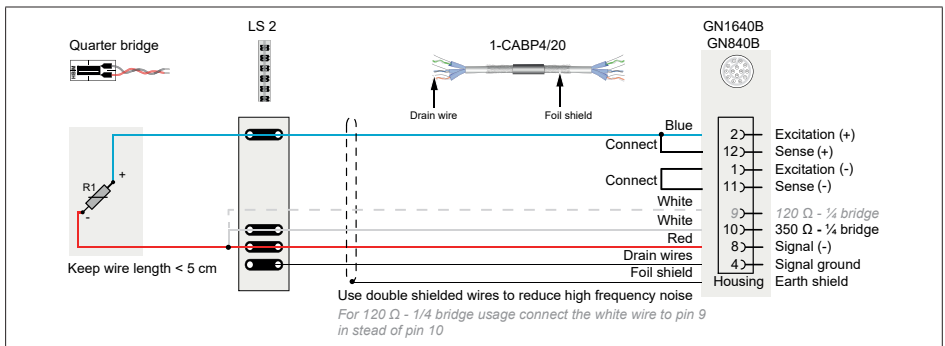 LS 2
GN1640B
GN840B
Quarter bridge
1-CABP4/20
HBM
Drain wire
Foil shield
Blue
2
Excitation (+)
Connect
12
Sense (+)
R1
+
-
1
Excitation (-)
Connect
11
Sense (-)
White
9
120 Ω - ¼ bridge
White
10
350 Ω - ¼ bridge
Red
8
Signal (-)
Drain wires
4
Signal ground
Keep wire length < 5 cm
Foil shield
Housing
Earth shield
Use double shielded wires to reduce high frequency noise
For 120 Ω - 1/4 bridge usage connect the white wire to pin 9
in stead of pin 10